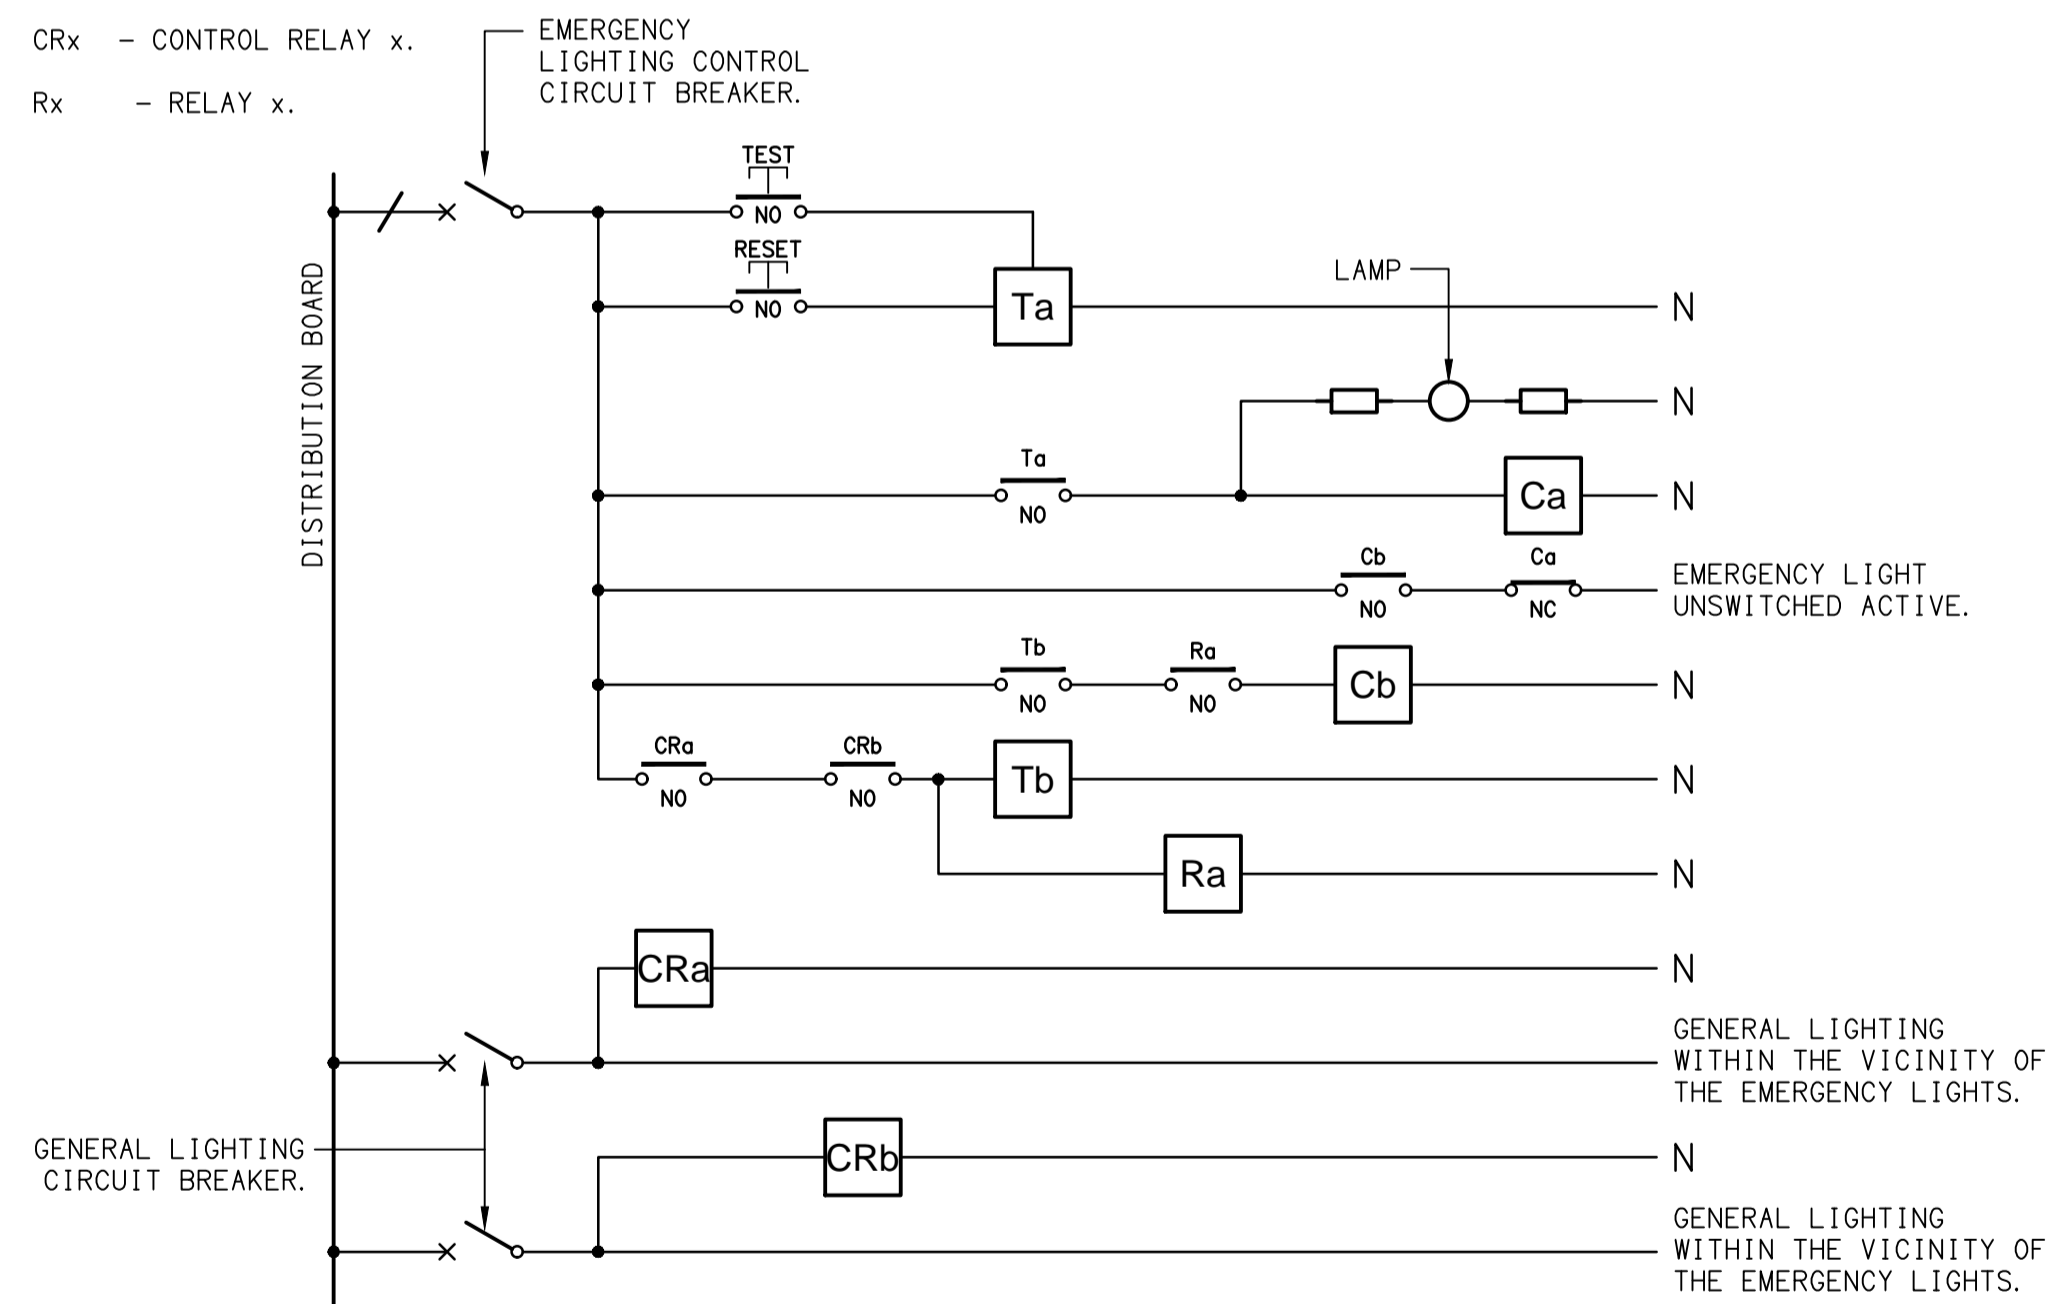 CRx - CONTROL RELAY x.
Rx - RELAY x.
EMERGENCY
LIGHTING CONTROL
CIRCUIT BREAKER.
DISTRIBUTION BOARD
TEST
NO
RESET
NO
Ta
N
LAMP
N
Ta
NO
Ca
N
Cb
NO
Ca
NC
EMERGENCY LIGHT
UNSWITCHED ACTIVE.
Tb
NO
Ra
NO
Cb
N
CRa
NO
CRb
NO
Tb
N
Ra
N
CRa
N
GENERAL LIGHTING
WITHIN THE VICINITY OF
THE EMERGENCY LIGHTS.
GENERAL LIGHTING
CIRCUIT BREAKER.
CRb
N
GENERAL LIGHTING
WITHIN THE VICINITY OF
THE EMERGENCY LIGHTS.